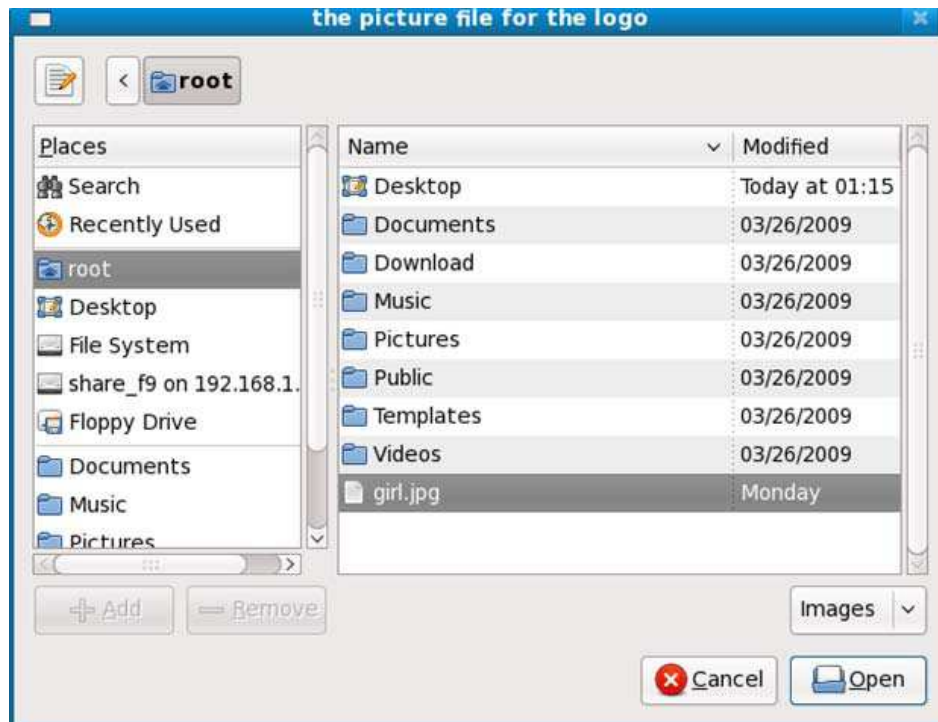 the picture file for the logo
root
Places
Search
Recently Used
root
Desktop
File System
share_f9 on 192.168.1.
Floppy Drive
Documents
Music
Pictures
Name Modified
Desktop Today at 01:15
Documents 03/26/2009
Download 03/26/2009
Music 03/26/2009
Pictures 03/26/2009
Public 03/26/2009
Templates 03/26/2009
Videos 03/26/2009
girl.jpg Monday
Add Remove
Images
Cancel Open